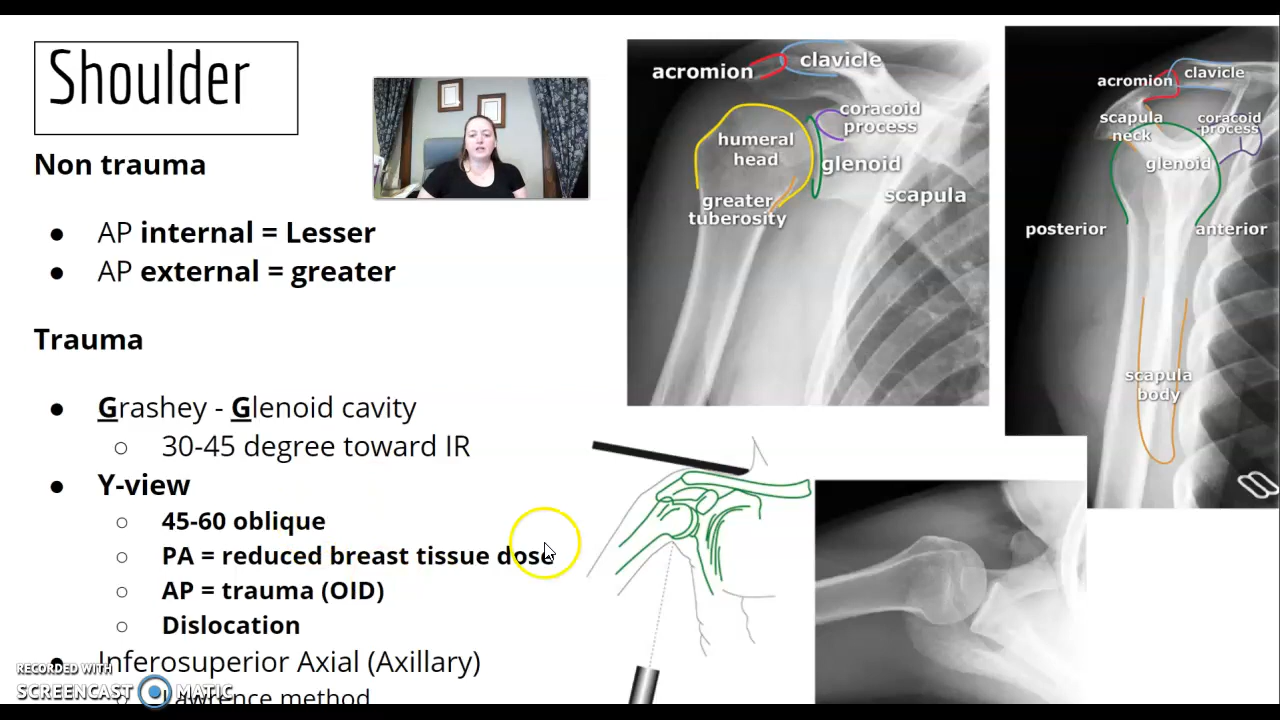 Shoulder
Non trauma
● AP internal = Lesser
● AP external = greater
Trauma
● Grashey - Glenoid cavity
○ 30-45 degree toward IR
● Y-view
○ 45-60 oblique
○ PA = reduced breast tissue dose
○ AP = trauma (OID)
○ Dislocation
● Inferosuperior Axial (Axillary)
○ Lawrence method
acromion
clavicle
coracoid
process
humeral
head
glenoid
greater
tuberosity
scapula
acromion
clavicle
scapula
neck
coracoid
process
glenoid
posterior
anterior
scapula
body
RECORDED WITH
SCREENCAST MATIC